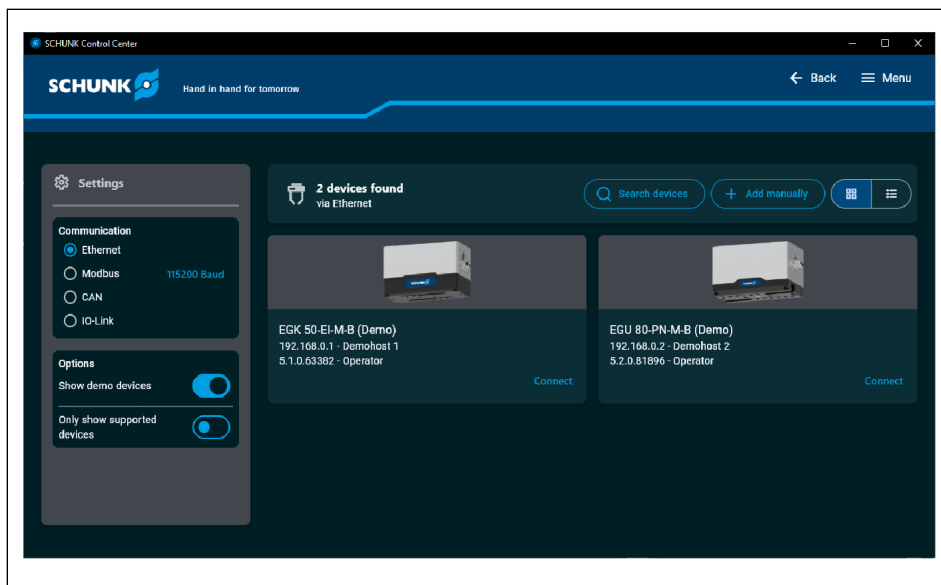 SCHUNK Control Center
SCHUNK
Hand in hand for tomorrow
Back
Menu
Settings
Communication
Ethernet
Modbus 115200 Baud
CAN
IO-Link
Options
Show demo devices
Only show supported
devices
2 devices found
via Ethernet
Search devices
Add manually
SCHUNK
EGK 50-EI-M-B (Demo)
192.168.0.1 - Demohost 1
5.1.0.63382 - Operator
Connect
EGU 80-PN-M-B (Demo)
192.168.0.2 - Demohost 2
5.2.0.81896 - Operator
Connect